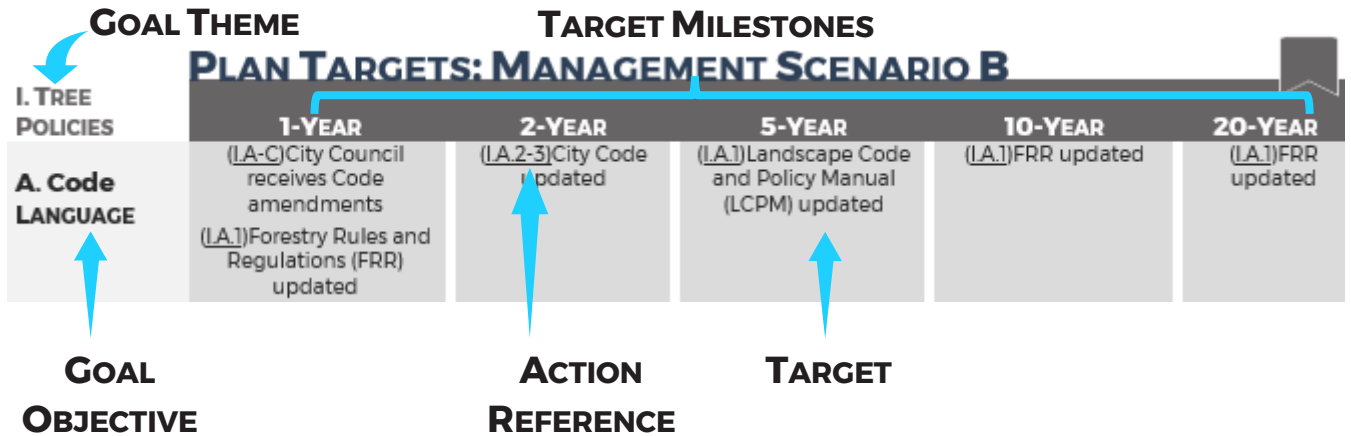 GOAL THEME
TARGET MILESTONES
PLAN TARGETS: MANAGEMENT SCENARIO B
I. TREE
POLICIES
1-YEAR
2-YEAR
5-YEAR
10-YEAR
20-YEAR
A. Code
LANGUAGE
(I.A-C)City Council
receives Code
amendments
(I.A.1)Forestry Rules and
Regulations (FRR)
updated
(I.A.2-3)City Code
updated
(I.A.1)Landscape Code
and Policy Manual
(LCPM) updated
(I.A.1)FRR updated
(I.A.1)FRR
updated
GOAL
OBJECTIVE
ACTION
REFERENCE
TARGET